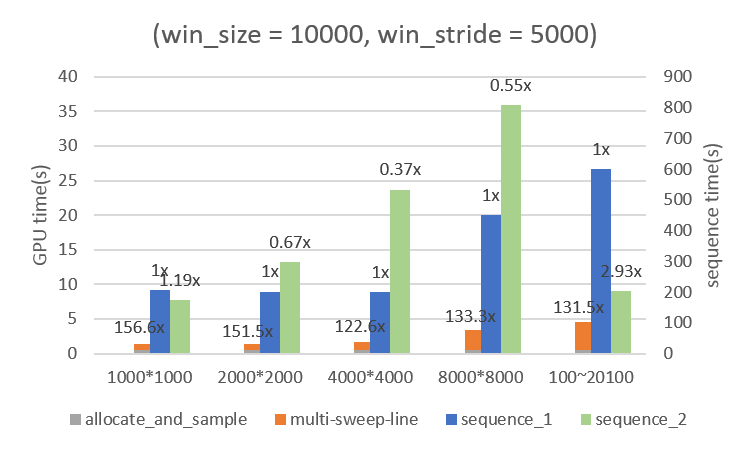 (win_size = 10000, win_stride = 5000)
GPU time(s)
40
35
30
25
20
15
10
5
0
sequence time(s)
900
800
700
600
500
400
300
200
100
0
156.6x
1x
1.19x
151.5x
1x
0.67x
122.6x
1x
0.37x
133.3x
1x
0.55x
131.5x
1x
2.93x
1000*1000
2000*2000
4000*4000
8000*8000
100~20100
allocate_and_sample
multi-sweep-line
sequence_1
sequence_2